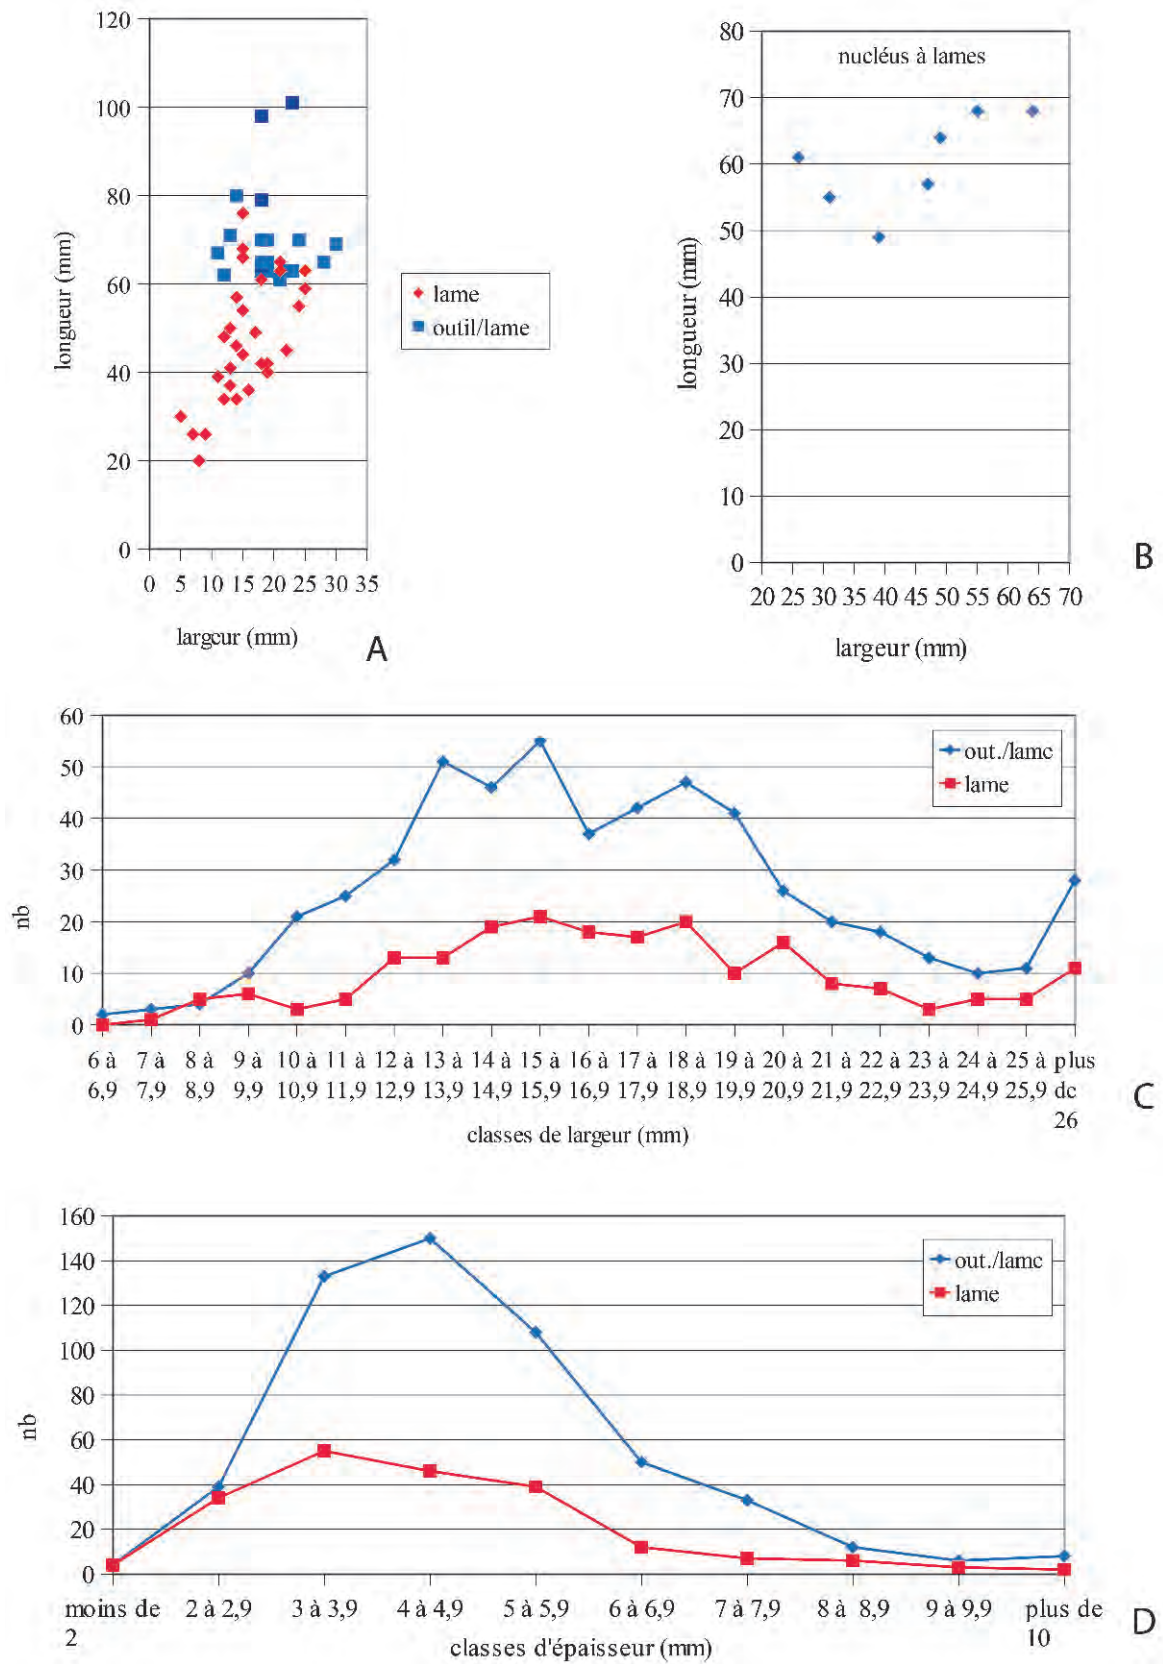 120
100
80
60
40
20
0
longueur (mm)
0 5 10 15 20 25 30 35
largeur (mm)
lame
outil/lame
A
80
70
60
50
40
30
20
10
0
nucléus à lames
longueur (mm)
20 25 30 35 40 45 50 55 60 65 70
largeur (mm)
B
60
50
40
30
20
10
0
nb
out./lame
lame
6 à 7 à 8 à 9 à 10 à 11 à 12 à 13 à 14 à 15 à 16 à 17 à 18 à 19 à 20 à 21 à 22 à 23 à 24 à 25 à plus
6,9 7,9 8,9 9,9 10,9 11,9 12,9 13,9 14,9 15,9 16,9 17,9 18,9 19,9 20,9 21,9 22,9 23,9 24,9 25,9 de
26
classes de largeur (mm)
C
160
140
120
100
80
60
40
20
0
nb
out./lame
lame
moins de 2 à 2,9 3 à 3,9 4 à 4,9 5 à 5,9 6 à 6,9 7 à 7,9 8 à 8,9 9 à 9,9 plus de
2 10
classes d'épaisseur (mm)
D